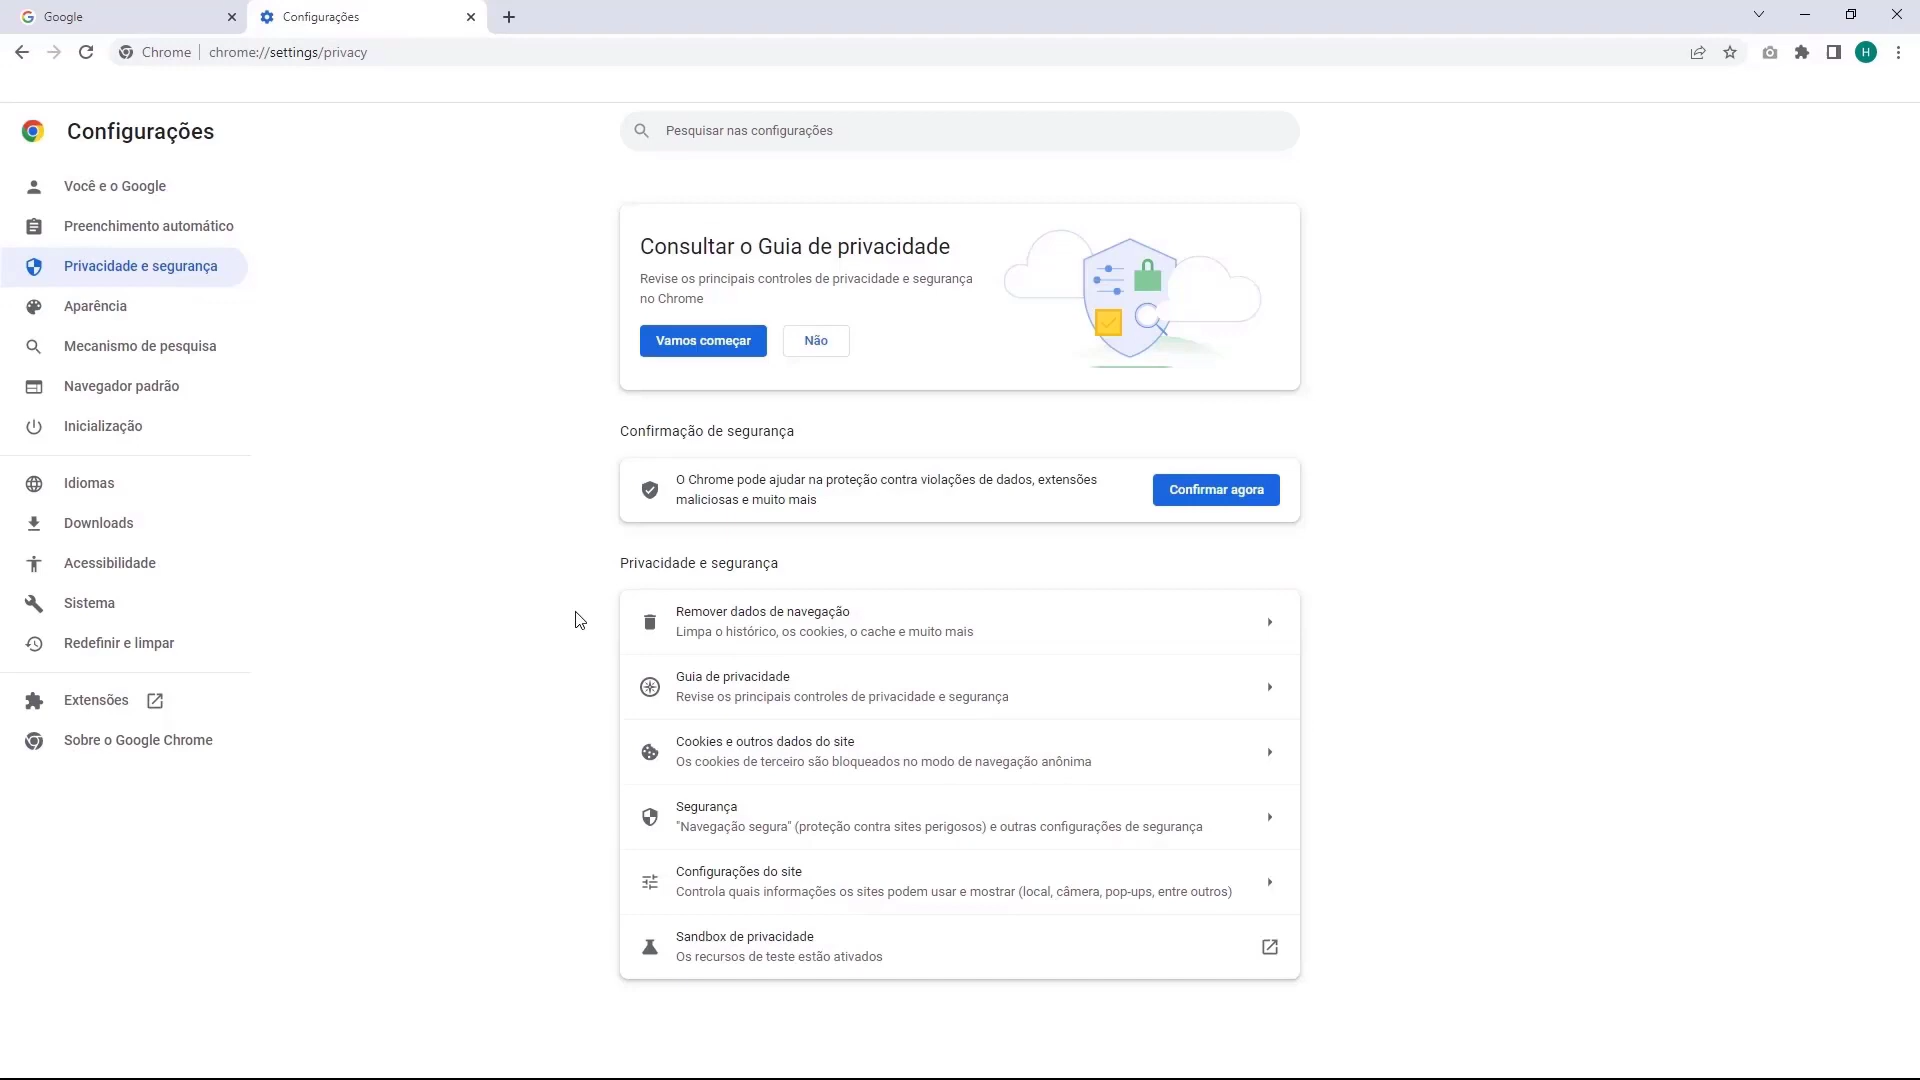 Google
Configurações
Chrome
chrome://settings/privacy
H
Configurações
Pesquisar nas configurações
Você e o Google
Preenchimento automático
Privacidade e segurança
Aparência
Mecanismo de pesquisa
Navegador padrão
Inicialização
Idiomas
Downloads
Acessibilidade
Sistema
Redefinir e limpar
Extensões
Sobre o Google Chrome
Consultar o Guia de privacidade
Revise os principais controles de privacidade e segurança
no Chrome
Vamos começar
Não
Confirmação de segurança
O Chrome pode ajudar na proteção contra violações de dados, extensões
maliciosas e muito mais
Confirmar agora
Privacidade e segurança
Remover dados de navegação
Limpa o histórico, os cookies, o cache e muito mais
Guia de privacidade
Revise os principais controles de privacidade e segurança
Cookies e outros dados do site
Os cookies de terceiro são bloqueados no modo de navegação anônima
Segurança
"Navegação segura" (proteção contra sites perigosos) e outras configurações de segurança
Configurações do site
Controla quais informações os sites podem usar e mostrar (local, câmera, pop-ups, entre outros)
Sandbox de privacidade
Os recursos de teste estão ativados